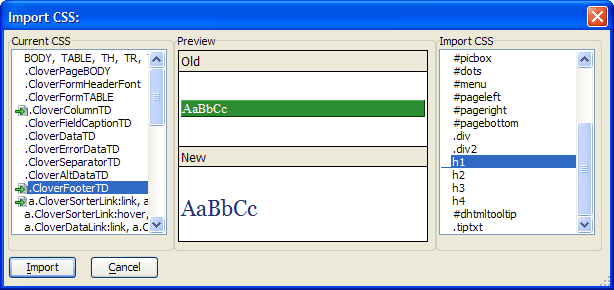 Import CSS:
Current CSS
BODY, TABLE, TH, TR,
.CloverPageBODY
.CloverFormHeaderFont
.CloverFormTABLE
.CloverColumnTD
.CloverFieldCaptionTD
.CloverDataTD
.CloverErrorDataTD
.CloverSeparatorTD
.CloverAltDataTD
.CloverFooterTD
a.CloverSorterLink:link, a
a.CloverSorterLink:hover,
a.CloverDataLink:link, a.C
Preview
Old
AaBbCc
New
AaBbCc
Import CSS
#picbox
#dots
#menu
#pageleft
#pageright
#pagebottom
.div
.div2
h1
h2
h3
h4
#dhtmltooltip
.tiptxt
Import
Cancel